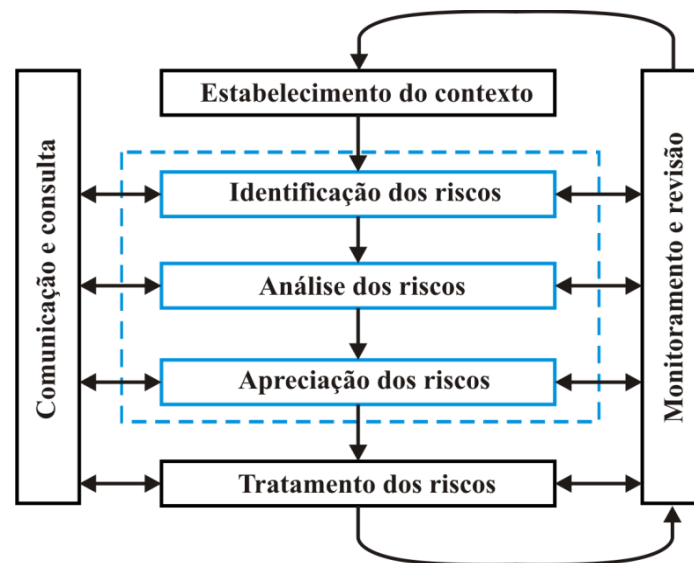 Estabelecimento do contexto
Comunicação e consulta
Identificação dos riscos
Análise dos riscos
Apreciação dos riscos
Tratamento dos riscos
Monitoramento e revisão